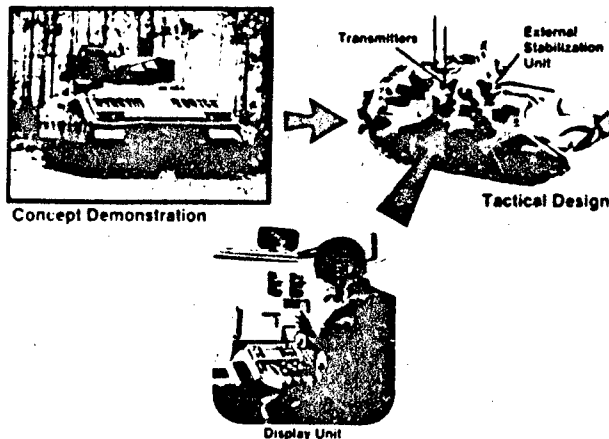 Transmitters
External
Stabilization
Unit
Concept Demonstration
Tactical Design
Display Unit